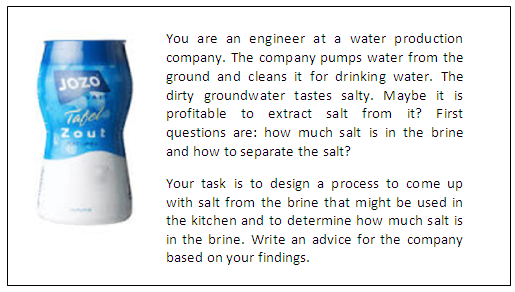 JOZO
Tafel
Zout
You are an engineer at a water production
company. The company pumps water from the
ground and cleans it for drinking water. The
dirty groundwater tastes salty. Maybe it is
profitable to extract salt from it? First
questions are: how much salt is in the brine
and how to separate the salt?
Your task is to design a process to come up
with salt from the brine that might be used in
the kitchen and to determine how much salt is
in the brine. Write an advice for the company
based on your findings.